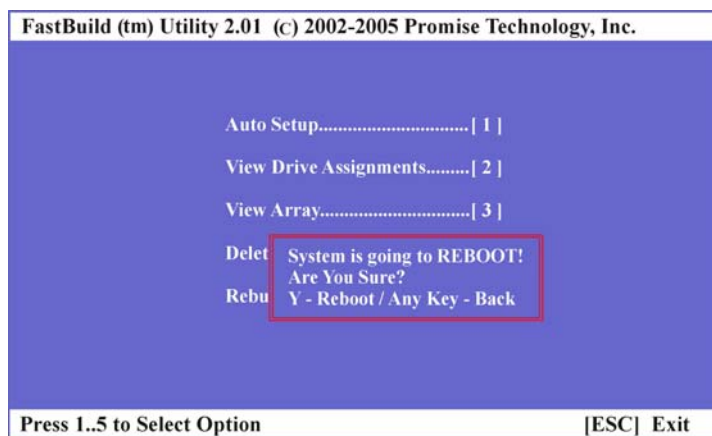 FastBuild (tm) Utility 2.01 (C) 2002-2005 Promise Technology, Inc.
Auto Setup...............................[ 1 ]
View Drive Assignments.........[ 2 ]
View Array...............................[ 3 ]
Delet
Rebu
System is going to REBOOT!
Are You Sure?
Y - Reboot / Any Key - Back
Press 1..5 to Select Option [ESC] Exit